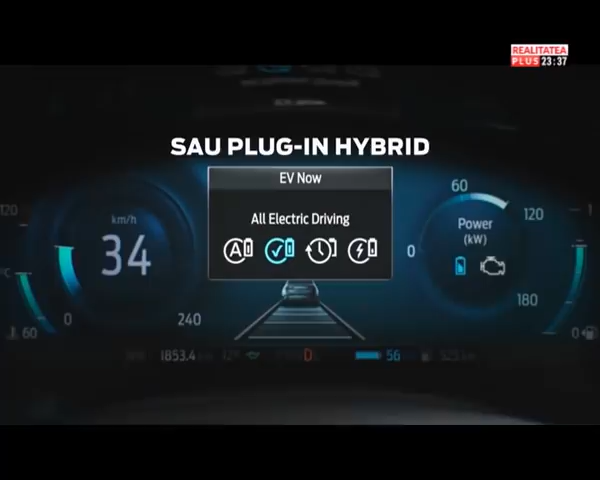 REALITATEA
PLUS 23:37
SAU PLUG-IN HYBRID
EV Now
All Electric Driving
A
km/h
34
0
240
120
°C
60
Power
(kW)
0
60
120
180
1
0
1853.4
D
56